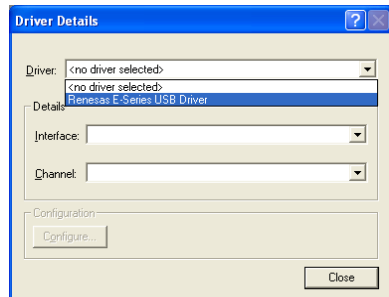 Driver Details
Driver: <no driver selected>
<no driver selected>
Renesas E-Series USB Driver
Details
Interface:
Channel:
Configuration
Configure...
Close